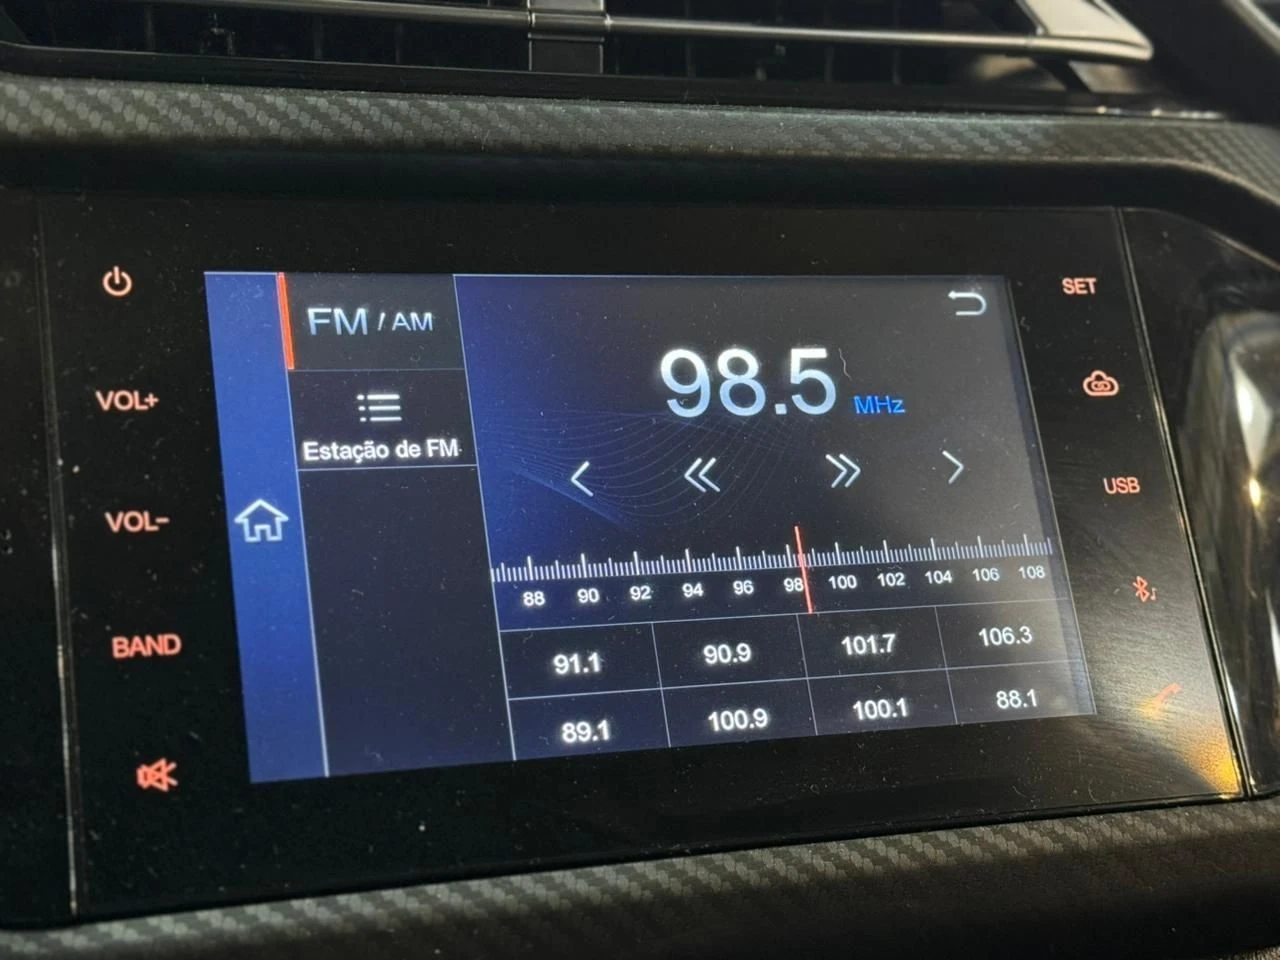 FM / AM
Estação de FM
98.5 MHz
88 90 92 94 96 98 100 102 104 106 108
91.1 90.9 101.7 106.3
89.1 100.9 100.1 88.1
VOL+
VOL-
BAND
SET
USB